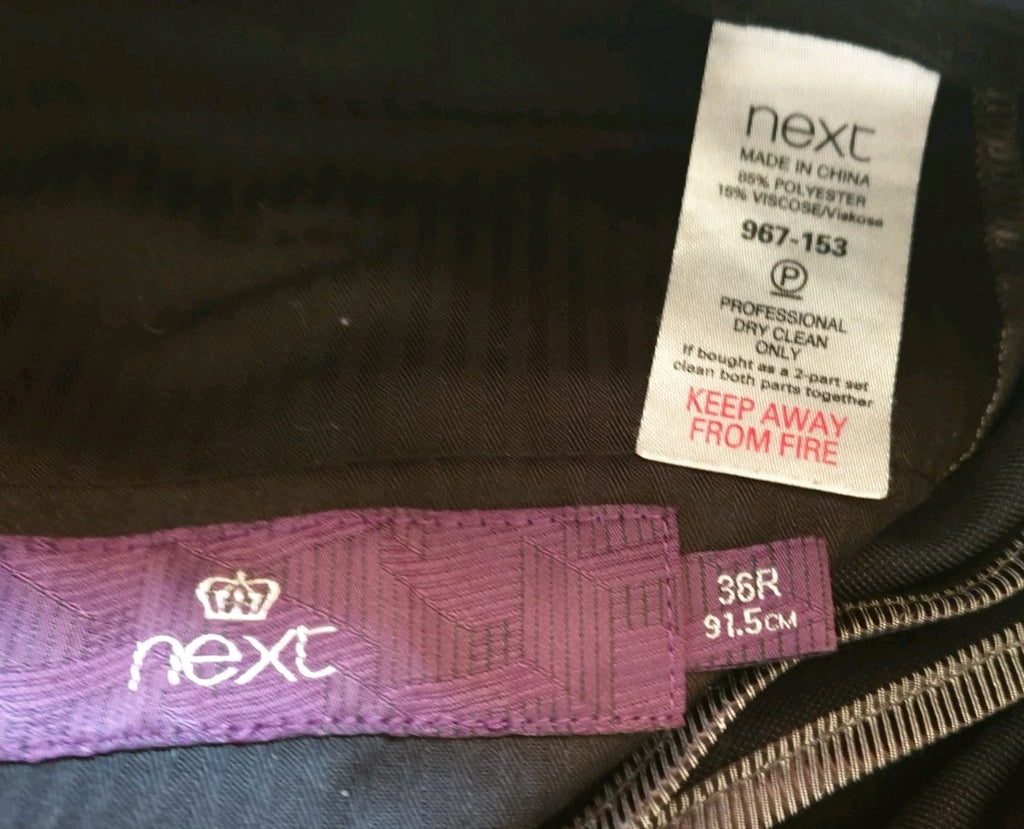 next
MADE IN CHINA
85% POLYESTER
15% VISCOSE/Viskose
967-153
P
PROFESSIONAL
DRY CLEAN
ONLY
If bought as a 2-part set
clean both parts together
KEEP AWAY
FROM FIRE
next
36R
91.5CM